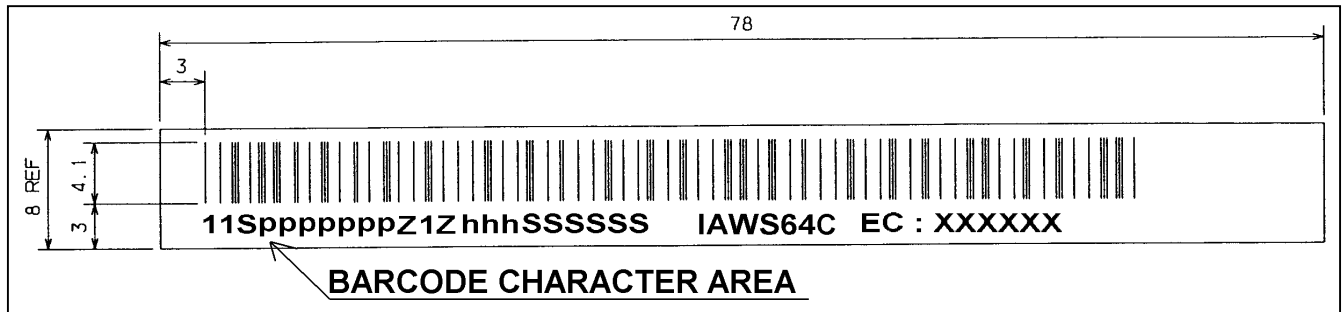 78
3
8 REF
4.1
3
11SpppppppZ1ZhhhSSSSSS IAWS64C EC : XXXXXX
BARCODE CHARACTER AREA